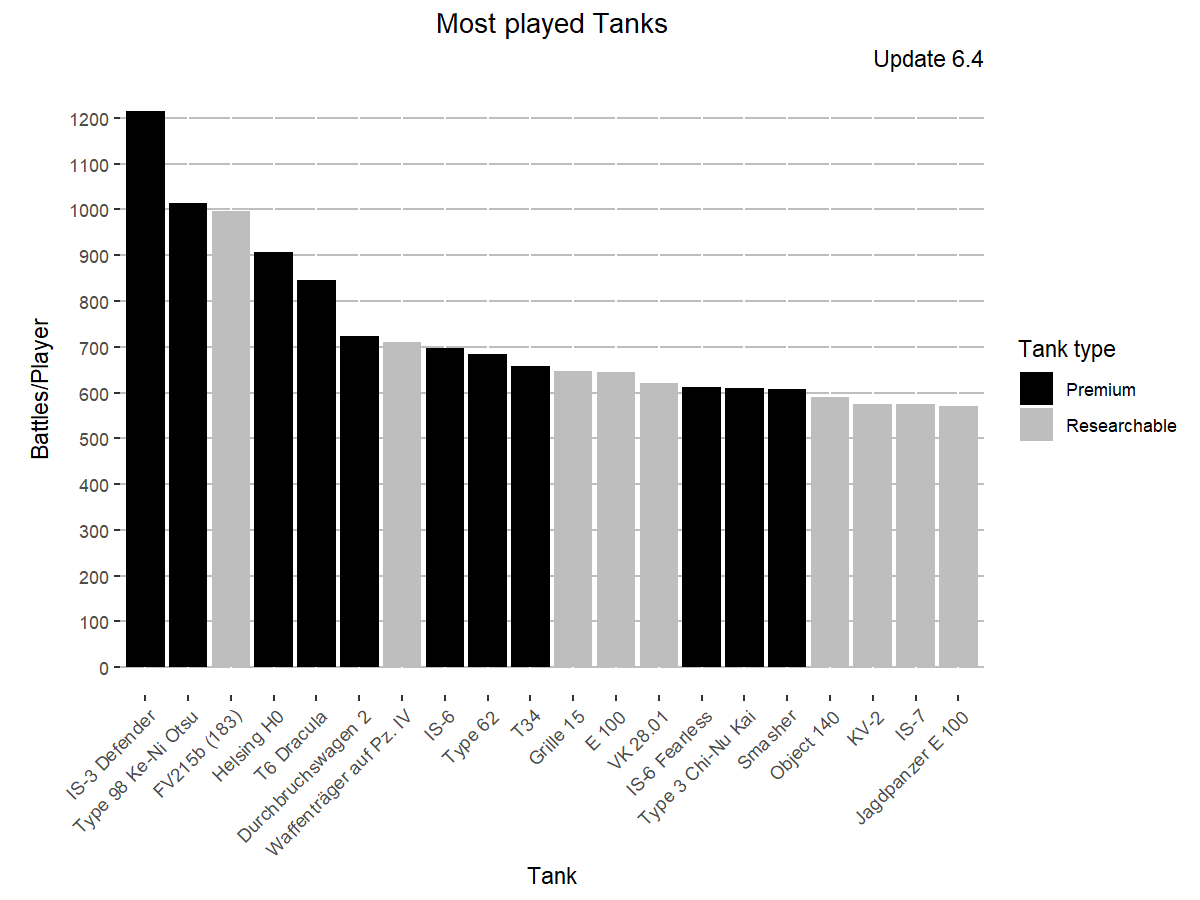 Most played Tanks
Update 6.4
Battles/Player
1200
1100
1000
900
800
700
600
500
400
300
200
100
0
IS-3 Defender
Type 98 Ke-Ni Otsu
FV215b (183)
Helsing H0
T6 Dracula
Durchbruchswagen 2
Waffenträger auf Pz. IV
IS-6
Type 62
T34
Grille 15
E 100
VK 28.01
IS-6 Fearless
Type 3 Chi-Nu Kai
Smasher
Object 140
KV-2
IS-7
Jagdpanzer E 100
Tank
Tank type
Premium
Researchable